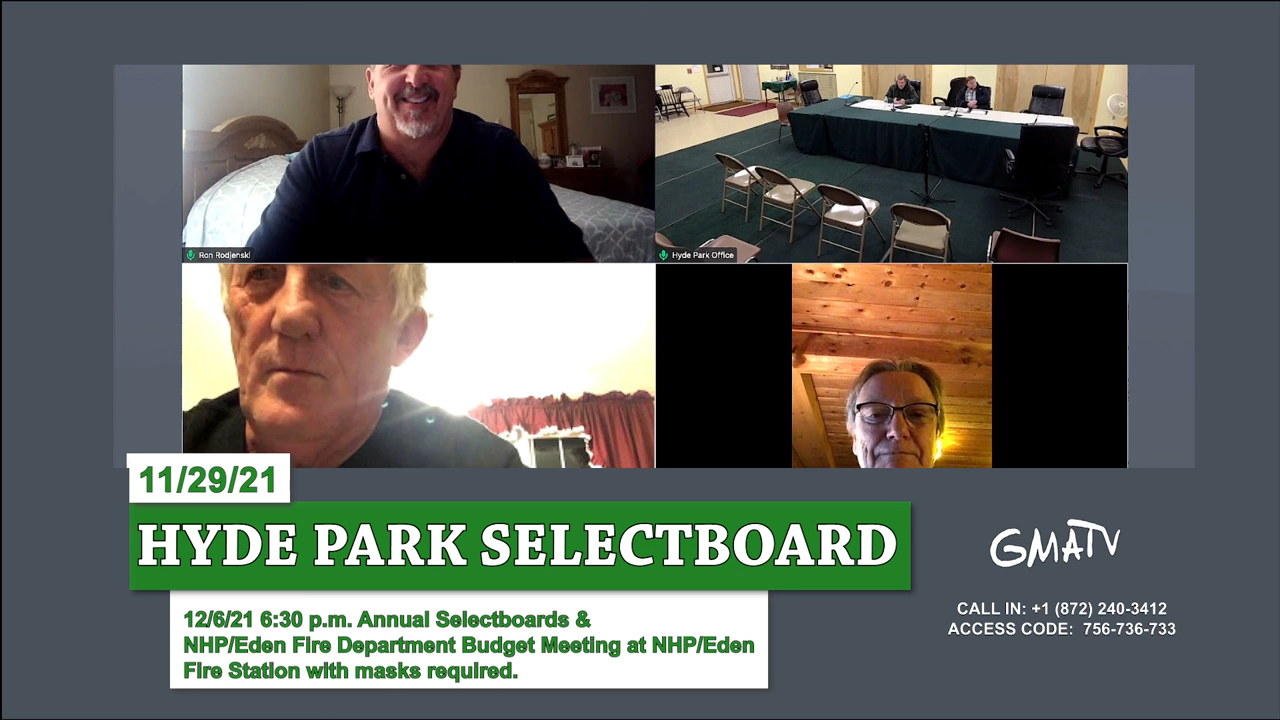 Ron Rodjenski
Hyde Park Office
11/29/21
HYDE PARK SELECTBOARD
12/6/21 6:30 p.m. Annual Selectboards &
NHP/Eden Fire Department Budget Meeting at NHP/Eden
Fire Station with masks required.
GMATV
CALL IN: +1 (872) 240-3412
ACCESS CODE: 756-736-733